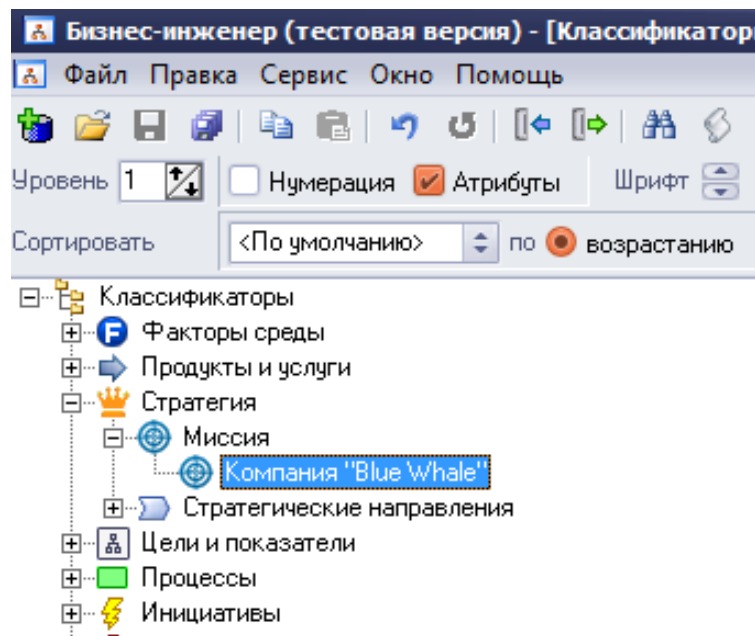 Бизнес-инженер (тестовая версия) - [Классификатор
Файл Правка Сервис Окно Помощь
Уровень 1 Нумерация Атрибуты Шрифт
Сортировать <По умолчанию> по возрастанию
Классификаторы
F Факторы среды
Продукты и услуги
Стратегия
Миссия
Компания "Blue Whale"
Стратегические направления
Цели и показатели
Процессы
Инициативы